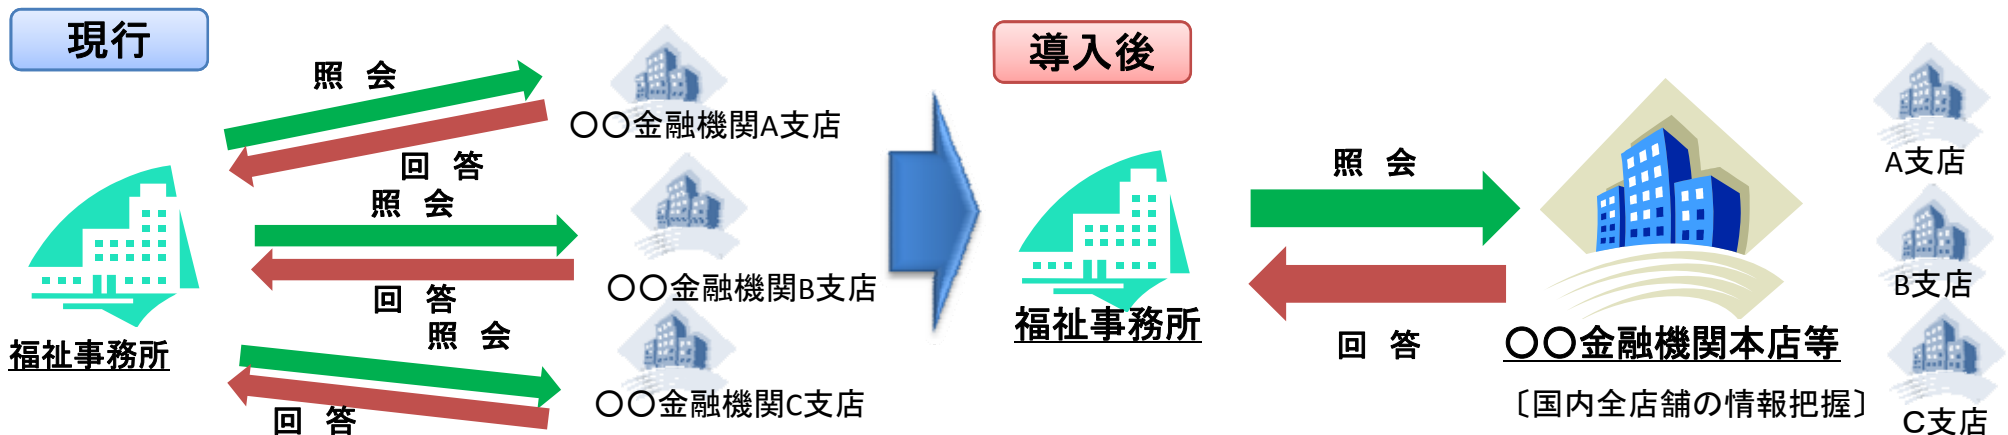 現行
照 会
〇〇金融機関A支店
回 答
照 会
〇〇金融機関B支店
回 答
照 会
福祉事務所
〇〇金融機関C支店
回 答
導入後
照 会
福祉事務所
回 答
〇〇金融機関本店等
〔国内全店舗の情報把握〕
A支店
B支店
C支店